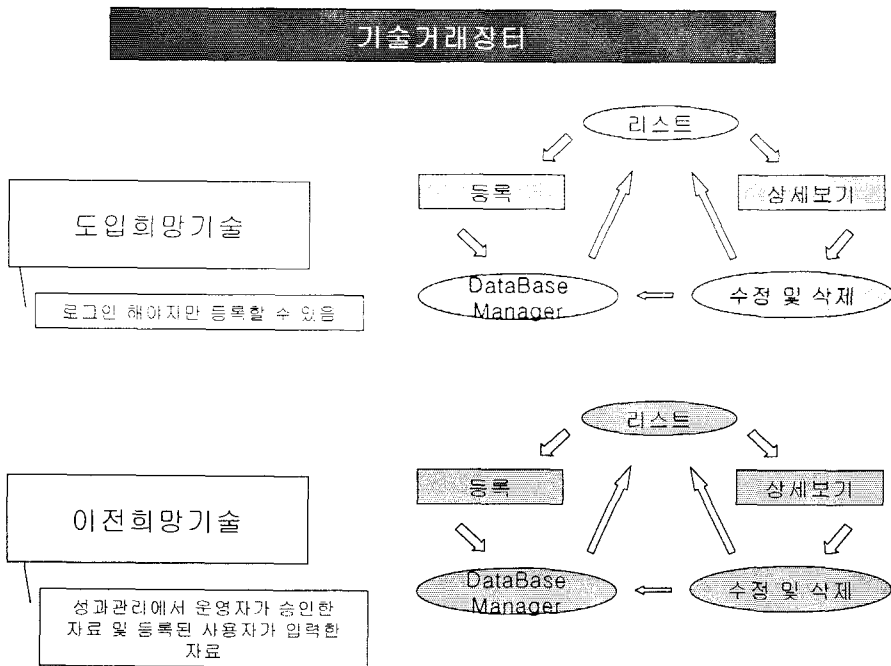 기술거래장터
리스트
등록
상세보기
도입희망기술
DataBase
Manager
수정 및 삭제
로그인 해야지만 등록할 수 있음
리스트
등록
상세보기
이전희망기술
DataBase
Manager
수정 및 삭제
성과관리에서 운영자가 승인한
자료 및 등록된 사용자가 입력한
자료